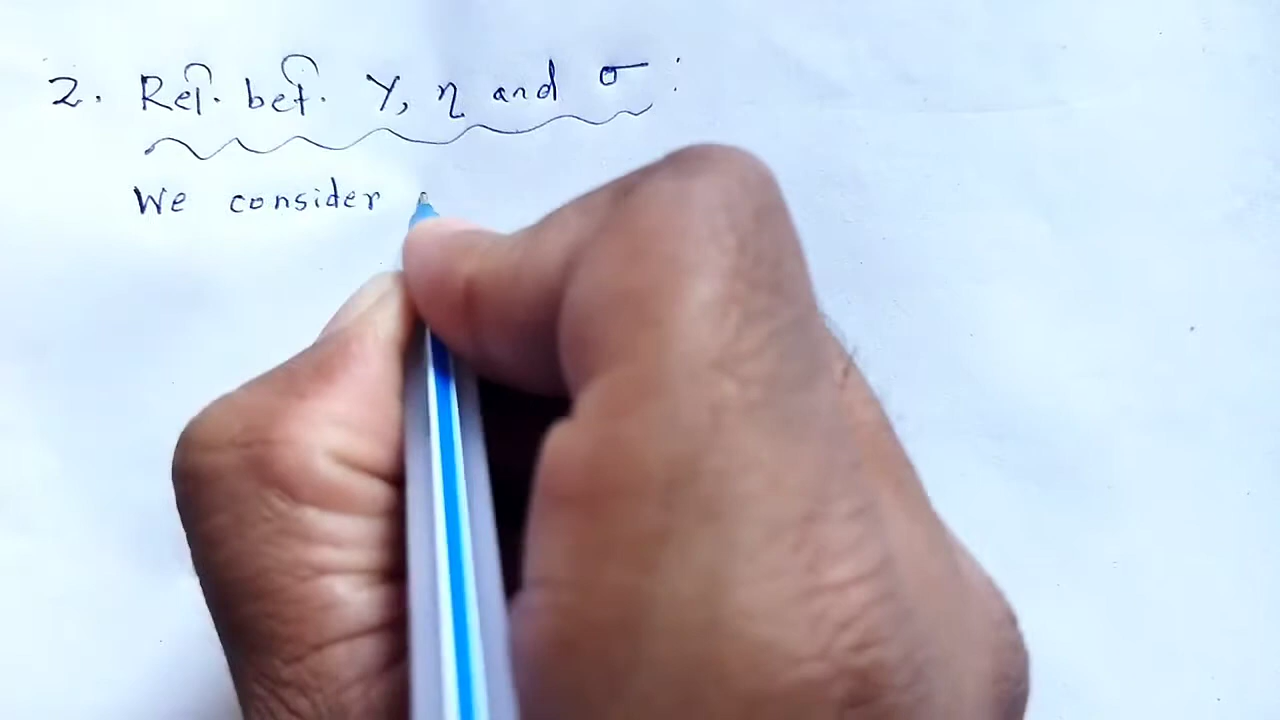 2. Rel. bet. Y, η and σ :
We consider